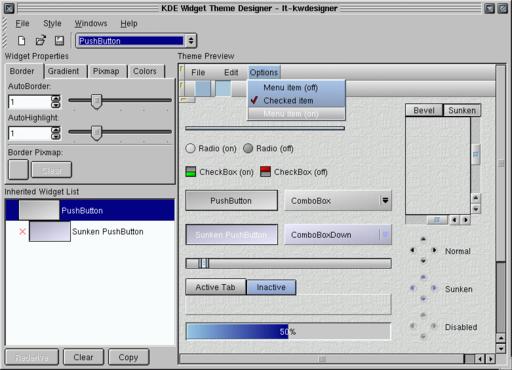 KDE Widget Theme Designer - lt-kwdesigner
File Style Windows Help
PushButton
Widget Properties
Border Gradient Pixmap Colors
AutoBorder:
1
AutoHighlight:
1
Border Pixmap:
Clear
Inherited Widget List
PushButton
Sunken PushButton
Rederive Clear Copy
Theme Preview
File Edit Options
Menu item (off)
Checked item
Menu item (on)
Bevel Sunken
Radio (on) Radio (off)
CheckBox (on) CheckBox (off)
PushButton ComboBox
Sunken PushButton ComboBoxDown
Normal
Active Tab Inactive
Sunken
Disabled
50%